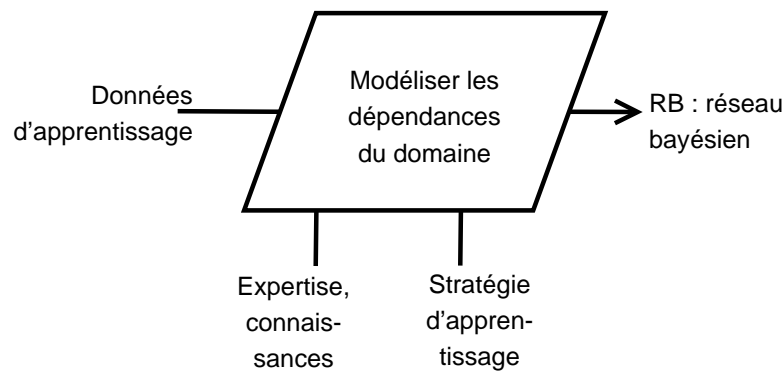 Données
d’apprentissage
Modéliser les
dépendances
du domaine
RB : réseau
bayésien
Expertise,
connais-
sances
Stratégie
d’appren-
tissage